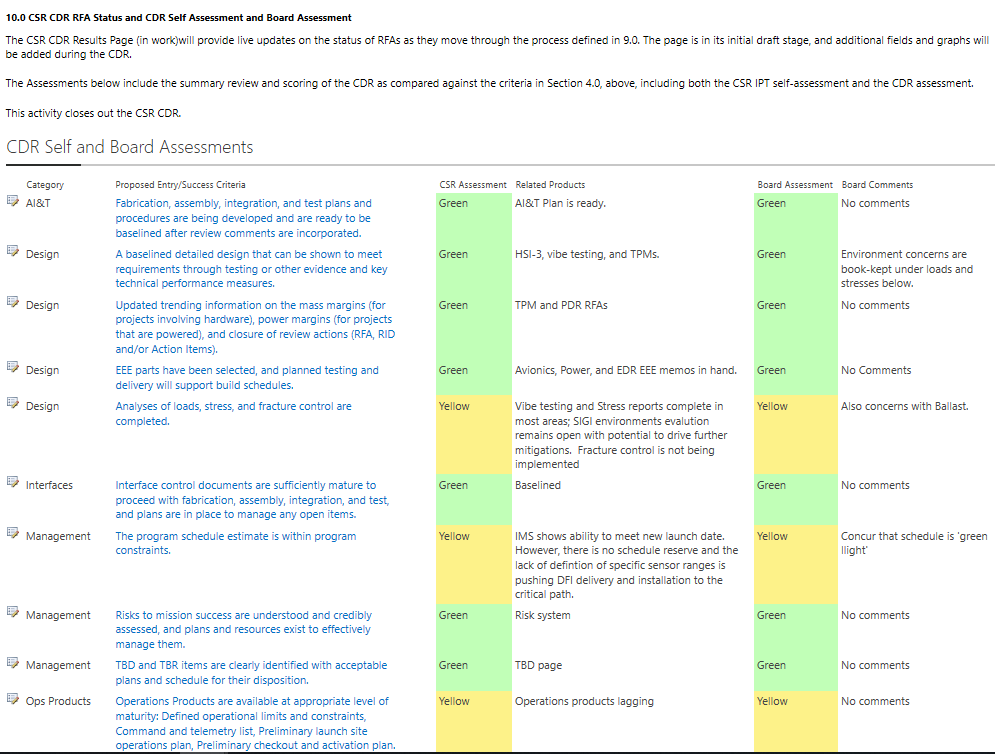 10.0 CSR CDR RFA Status and CDR Self Assessment and Board Assessment
The CSR CDR Results Page (in work)will provide live updates on the status of RFAs as they move through the process defined in 9.0. The page is in its initial draft stage, and additional fields and graphs will
be added during the CDR.
The Assessments below include the summary review and scoring of the CDR as compared against the criteria in Section 4.0, above, including both the CSR IPT self-assessment and the CDR assessment.
This activity closes out the CSR CDR.
CDR Self and Board Assessments
Category Proposed Entry/Success Criteria CSR Assessment Related Products Board Assessment Board Comments
AI&T Fabrication, assembly, integration, and test plans and Green AI&T Plan is ready. Green No comments
procedures are being developed and are ready to
baselined after review comments are incorporated.
Design A baselined detailed design that can be shown to meet Green HSI-3, vibe testing, and TPMs. Green Environment concerns are
requirements through testing or other evidence and key book-kept under loads and
technical performance measures. stresses below.
Design Updated trending information on the mass margins (for Green TPM and PDR RFAs Green No comments
projects involving hardware), power margins (for projects
that are powered), and closure of review actions (RFA, RID
and/or Action Items).
Design EEE parts have been selected, and planned testing and Green Avionics, Power, and EDR EEE memos in hand. Green No Comments
delivery will support build schedules.
Design Analyses of loads, stress, and fracture control are Yellow Vibe testing and Stress reports complete in Yellow Also concerns with Ballast.
completed. most areas; SIGI environments evalution
remains open with potential to drive further
mitigations. Fracture control is not being
implemented
Interfaces Interface control documents are sufficiently mature to Green Baselined Green No comments
proceed with fabrication, assembly, integration, and test,
and plans are in place to manage any open items.
Management The program schedule estimate is within program Yellow IMS shows ability to meet new launch date. Yellow Concur that schedule is 'green
constraints. However, there is no schedule reserve and the llight'
lack of defintion of specific sensor ranges is
pushing DFI delivery and installation to the
critical path.
Management Risks to mission success are understood and credibly Green Risk system Green No comments
assessed, and plans and resources exist to effectively
manage them.
Management TBD and TBR items are clearly identified with acceptable Green TBD page Green No comments
plans and schedule for their disposition.
Ops Products Operations Products are available at appropriate level of Yellow Operations products lagging Yellow No comments
maturity: Defined operational limits and constraints,
Command and telemetry list, Preliminary launch site
operations plan, Preliminary checkout and activation plan.